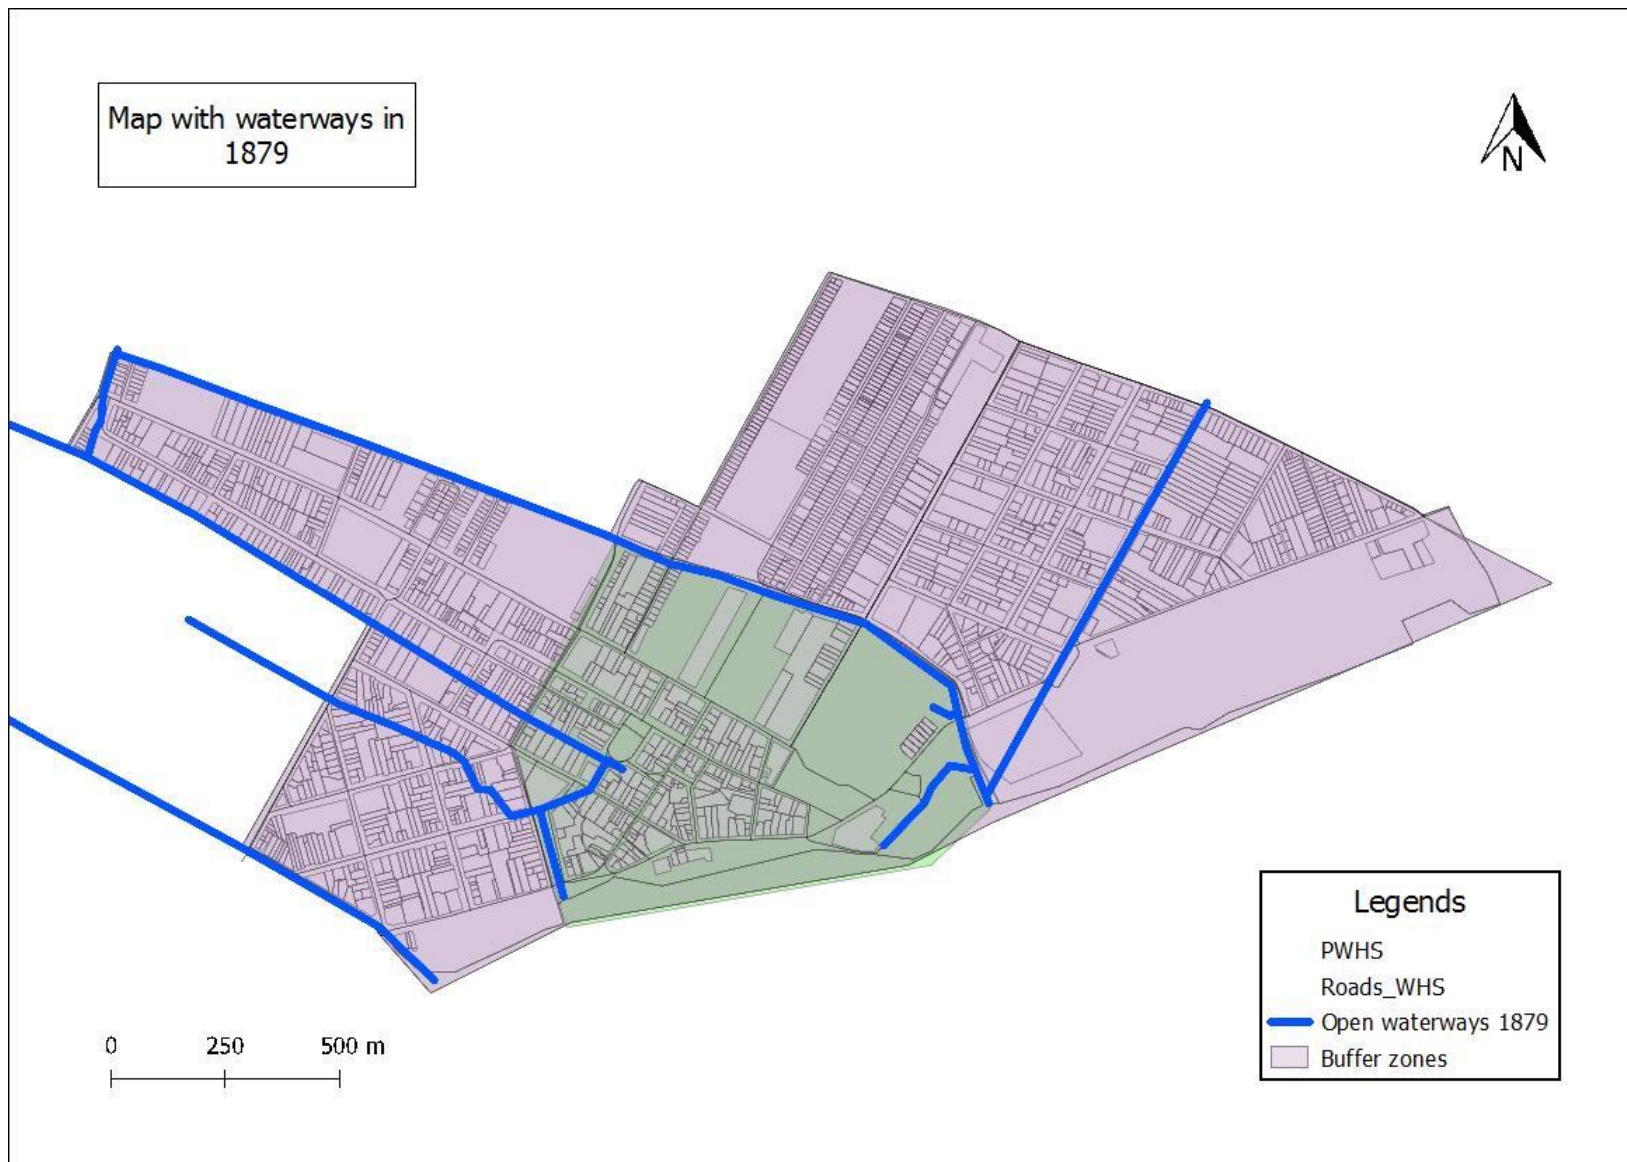 Map with waterways in
1879
N
Legends
PWHS
Roads_WHS
Open waterways 1879
Buffer zones
0 250 500 m